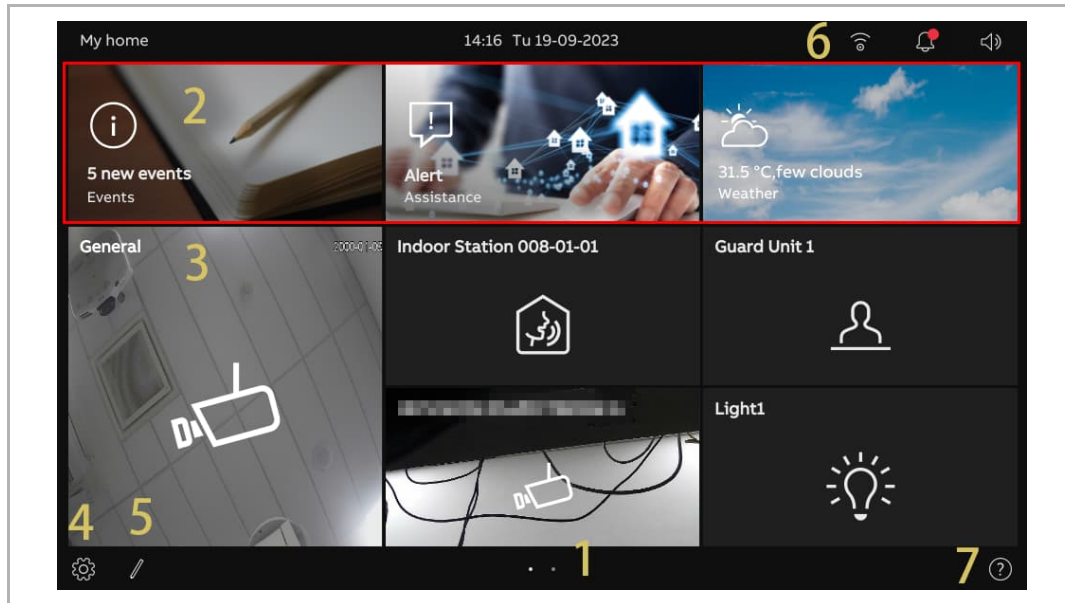 My home
14:16 Tu 19-09-2023
6
2
i
5 new events
Events
!
Alert
Assistance
31.5 °C,few clouds
Weather
General
3
Indoor Station 008-01-01
Guard Unit 1
Light1
4
5
1
7
?